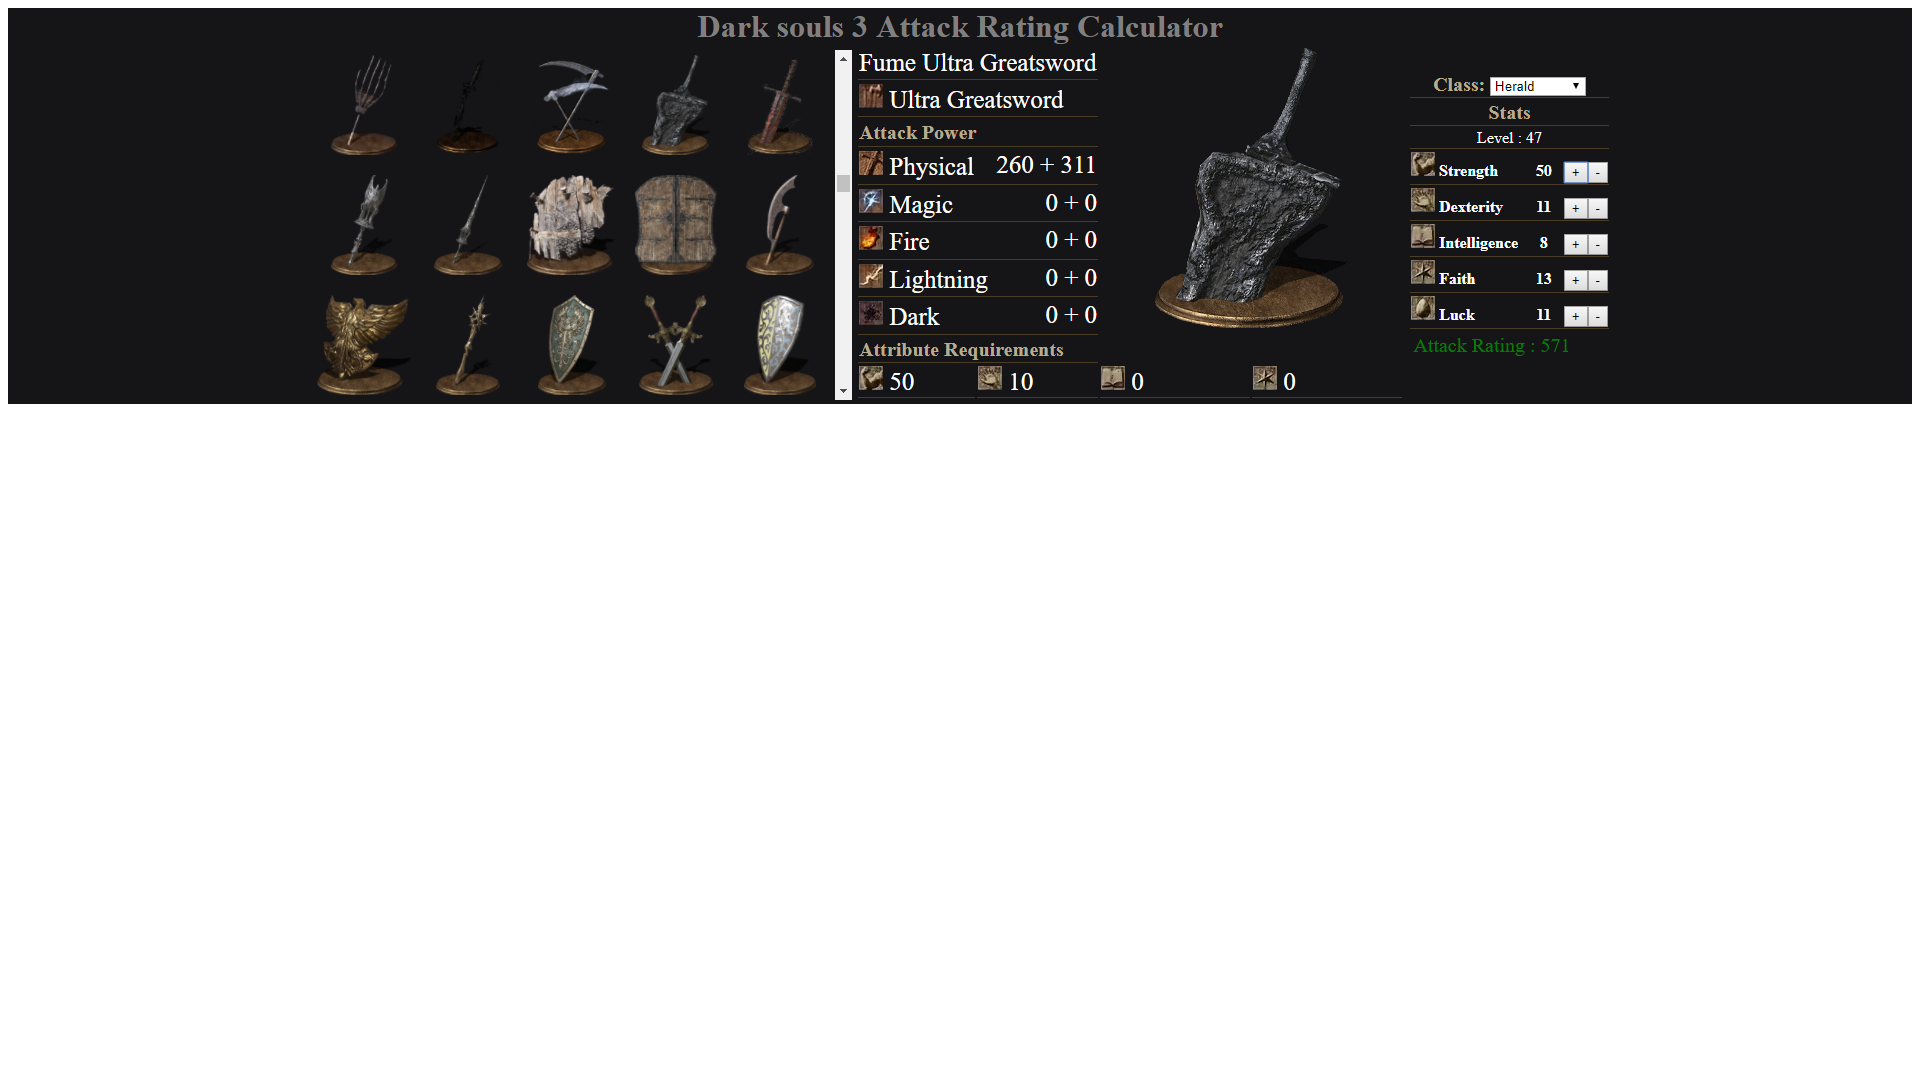 Dark souls 3 Attack Rating Calculator
Fume Ultra Greatsword
Ultra Greatsword
Attack Power
Physical 260 + 311
Magic 0 + 0
Fire 0 + 0
Lightning 0 + 0
Dark 0 + 0
Attribute Requirements
50 10 0 0
Class: Herald
Stats
Level : 47
Strength 50 + -
Dexterity 11 + -
Intelligence 8 + -
Faith 13 + -
Luck 11 + -
Attack Rating : 571